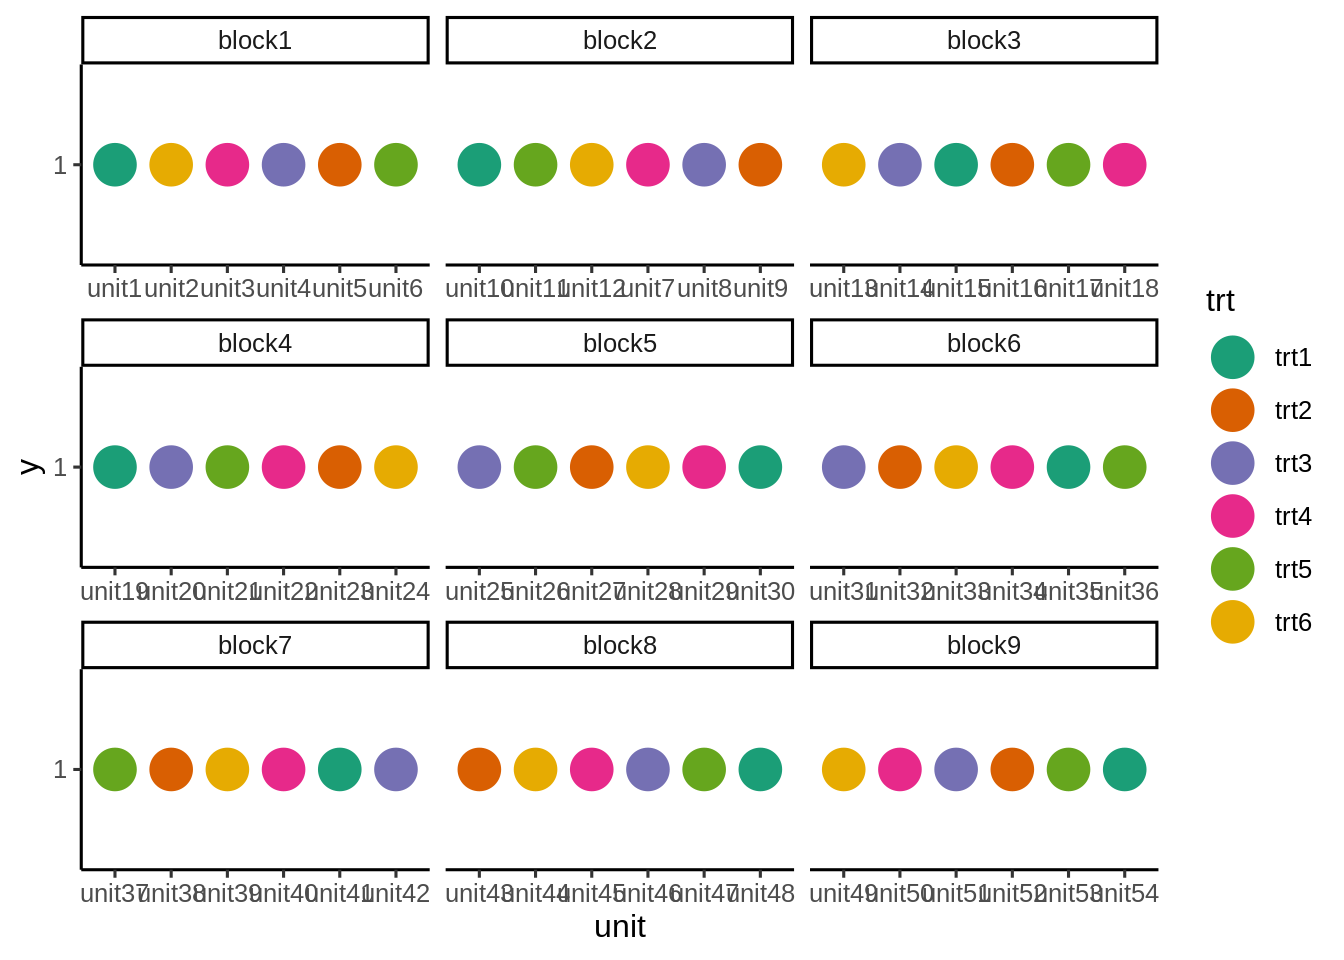 block1 block2 block3
1
unit1 unit2 unit3 unit4 unit5 unit6 unit10 unit11 unit12 unit7 unit8 unit9 unit13 unit14 unit15 unit16 unit17 unit18
block4 block5 block6
y 1
unit19 unit20 unit21 unit22 unit23 unit24 unit25 unit26 unit27 unit28 unit29 unit30 unit31 unit32 unit33 unit34 unit35 unit36
block7 block8 block9
1
unit37 unit38 unit39 unit40 unit41 unit42 unit43 unit44 unit45 unit46 unit47 unit48 unit49 unit50 unit51 unit52 unit53 unit54
unit
trt
trt1
trt2
trt3
trt4
trt5
trt6